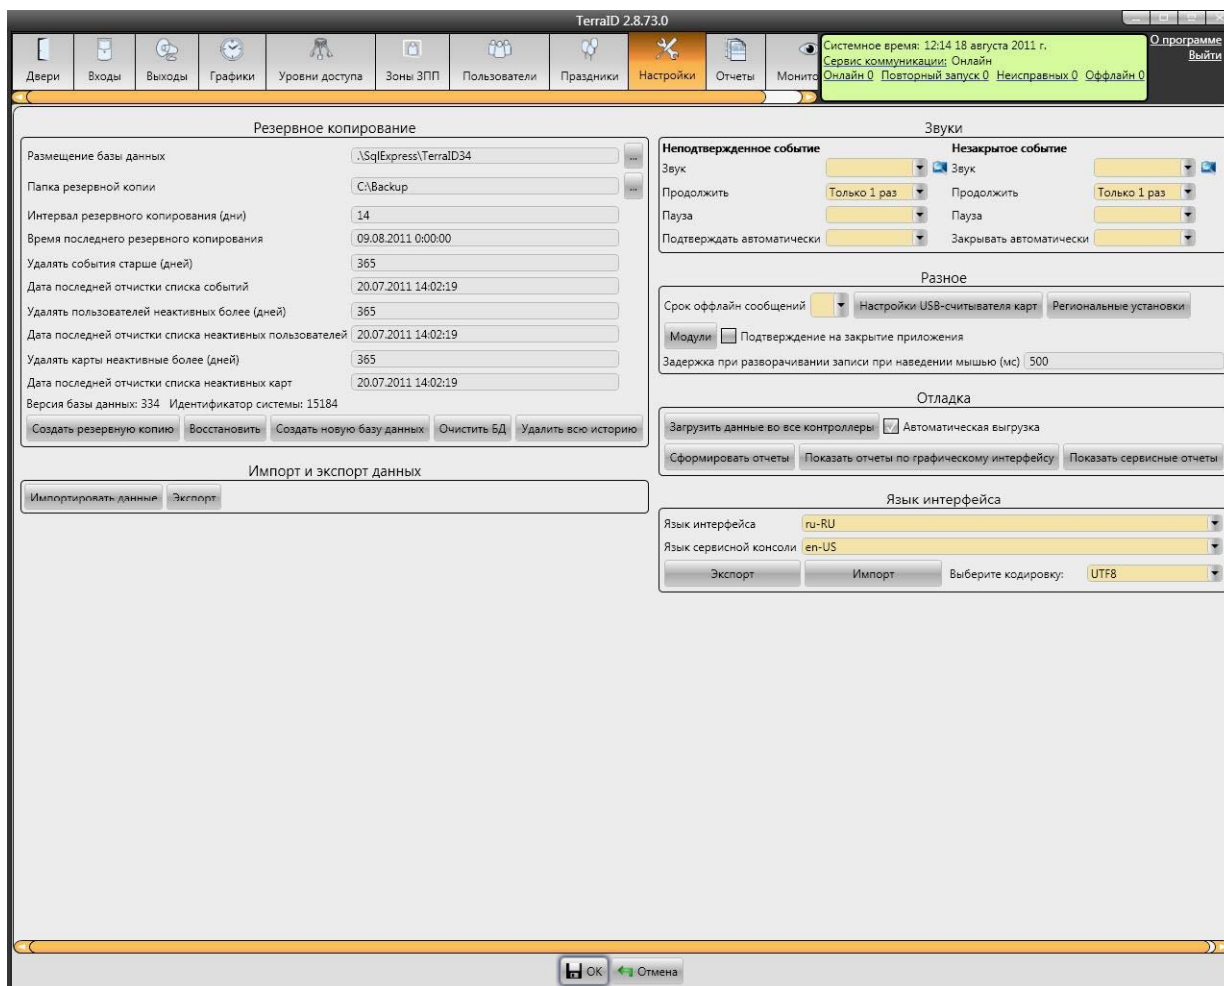 TerraID 2.8.73.0
Двери Входы Выходы Графики Уровни доступа Зоны ЗПП Пользователи Праздники Настройки Отчеты Монито
Системное время: 12:14 18 августа 2011 г.
Сервис коммуникации: Онлайн
Онлайн 0 Повторный запуск 0 Неисправных 0 Оффлайн 0
О программе
Выйти
Резервное копирование
Размещение базы данных .\SqlExpress\TerraID34 ...
Папка резервной копии C:\Backup ...
Интервал резервного копирования (дни) 14
Время последнего резервного копирования 09.08.2011 0:00:00
Удалять события старше (дней) 365
Дата последней отчистки списка событий 20.07.2011 14:02:19
Удалять пользователей неактивных более (дней) 365
Дата последней отчистки списка неактивных пользователей 20.07.2011 14:02:19
Удалять карты неактивные более (дней) 365
Дата последней отчистки списка неактивных карт 20.07.2011 14:02:19
Версия базы данных: 334 Идентификатор системы: 15184
Создать резервную копию Восстановить Создать новую базу данных Очистить БД Удалить всю историю
Импорт и экспорт данных
Импортировать данные Экспорт
Звуки
Неподтвержденное событие Незакрытое событие
Звук Звук
Продолжить Только 1 раз Продолжить Только 1 раз
Пауза Пауза
Подтверждать автоматически Закрывать автоматически
Разное
Срок оффлайн сообщений Настройки USB-считывателя карт Региональные установки
Модули Подтверждение на закрытие приложения
Задержка при разворачивании записи при наведении мышью (мс) 500
Отладка
Загрузить данные во все контроллеры Автоматическая выгрузка
Сформировать отчеты Показать отчеты по графическому интерфейсу Показать сервисные отчеты
Язык интерфейса
Язык интерфейса ru-RU
Язык сервисной консоли en-US
Экспорт Импорт Выберите кодировку: UTF8
OK Отмена